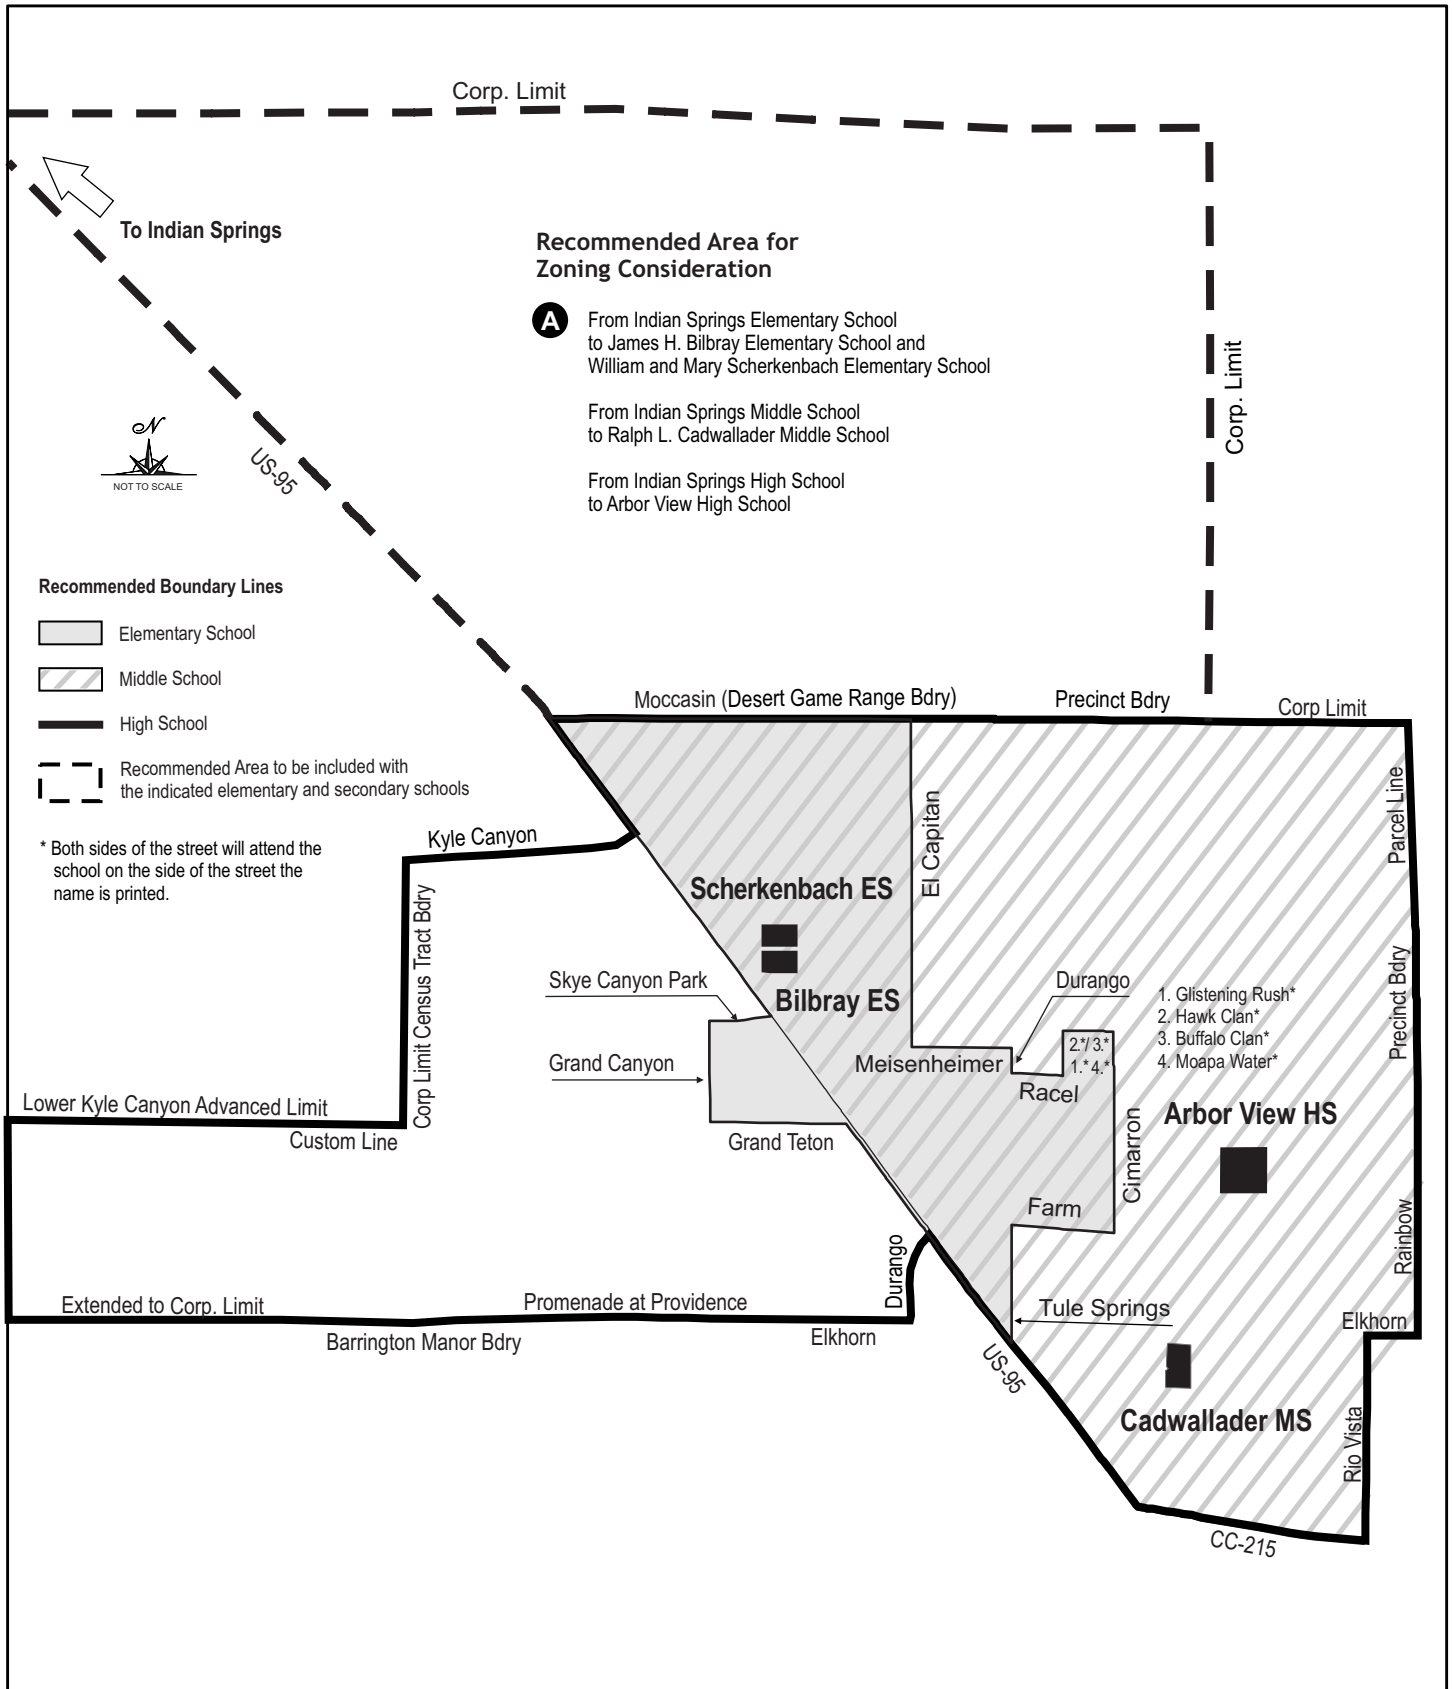 Corp. Limit
To Indian Springs
Recommended Area for
Zoning Consideration
A
From Indian Springs Elementary School
to James H. Bilbray Elementary School and
William and Mary Scherkenbach Elementary School
From Indian Springs Middle School
to Ralph L. Cadwallader Middle School
From Indian Springs High School
to Arbor View High School
Corp. Limit
N
NOT TO SCALE
US-95
Recommended Boundary Lines
Elementary School
Middle School
High School
Recommended Area to be included with
the indicated elementary and secondary schools
* Both sides of the street will attend the
school on the side of the street the
name is printed.
Moccasin (Desert Game Range Bdry)
Precinct Bdry
Corp Limit
Parcel Line
Kyle Canyon
El Capitan
Scherkenbach ES
Corp Limit Census Tract Bdry
Skye Canyon Park
Bilbray ES
Durango
1. Glistening Rush*
2. Hawk Clan*
3. Buffalo Clan*
4. Moapa Water*
Precinct Bdry
2.*/ 3.*
1.* 4.*
Grand Canyon
Meisenheimer
Racel
Lower Kyle Canyon Advanced Limit
Custom Line
Grand Teton
Arbor View HS
Cimarron
Farm
Rainbow
Durango
Extended to Corp. Limit
Promenade at Providence
Barrington Manor Bdry
Elkhorn
Tule Springs
Elkhorn
US-95
Cadwallader MS
Rio Vista
CC-215